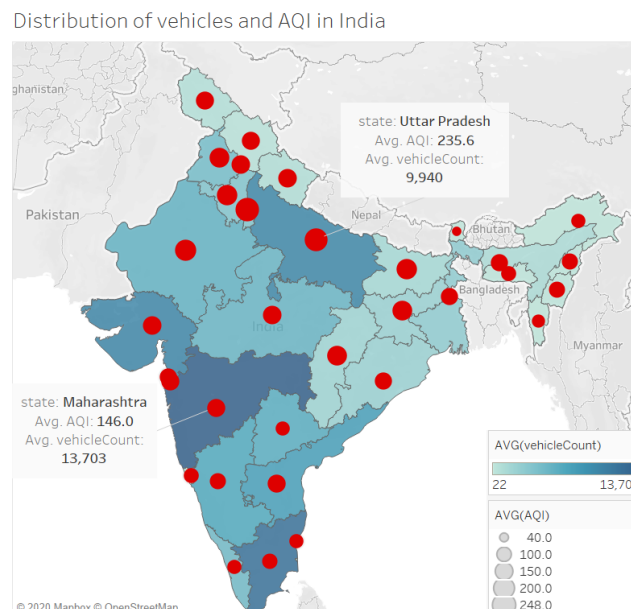 Distribution of vehicles and AQI in India
ghanistan
state: Uttar Pradesh
Avg. AQI: 235.6
Avg. vehicleCount:
9,940
Pakistan
Nepal
Bhutan
Bangladesh
India
Myanmar
state: Maharashtra
Avg. AQI: 146.0
Avg. vehicleCount:
13,703
AVG(vehicleCount)
22 13,70
AVG(AQI)
40.0
100.0
150.0
200.0
248.0
© 2020 Mapbox © OpenStreetMap